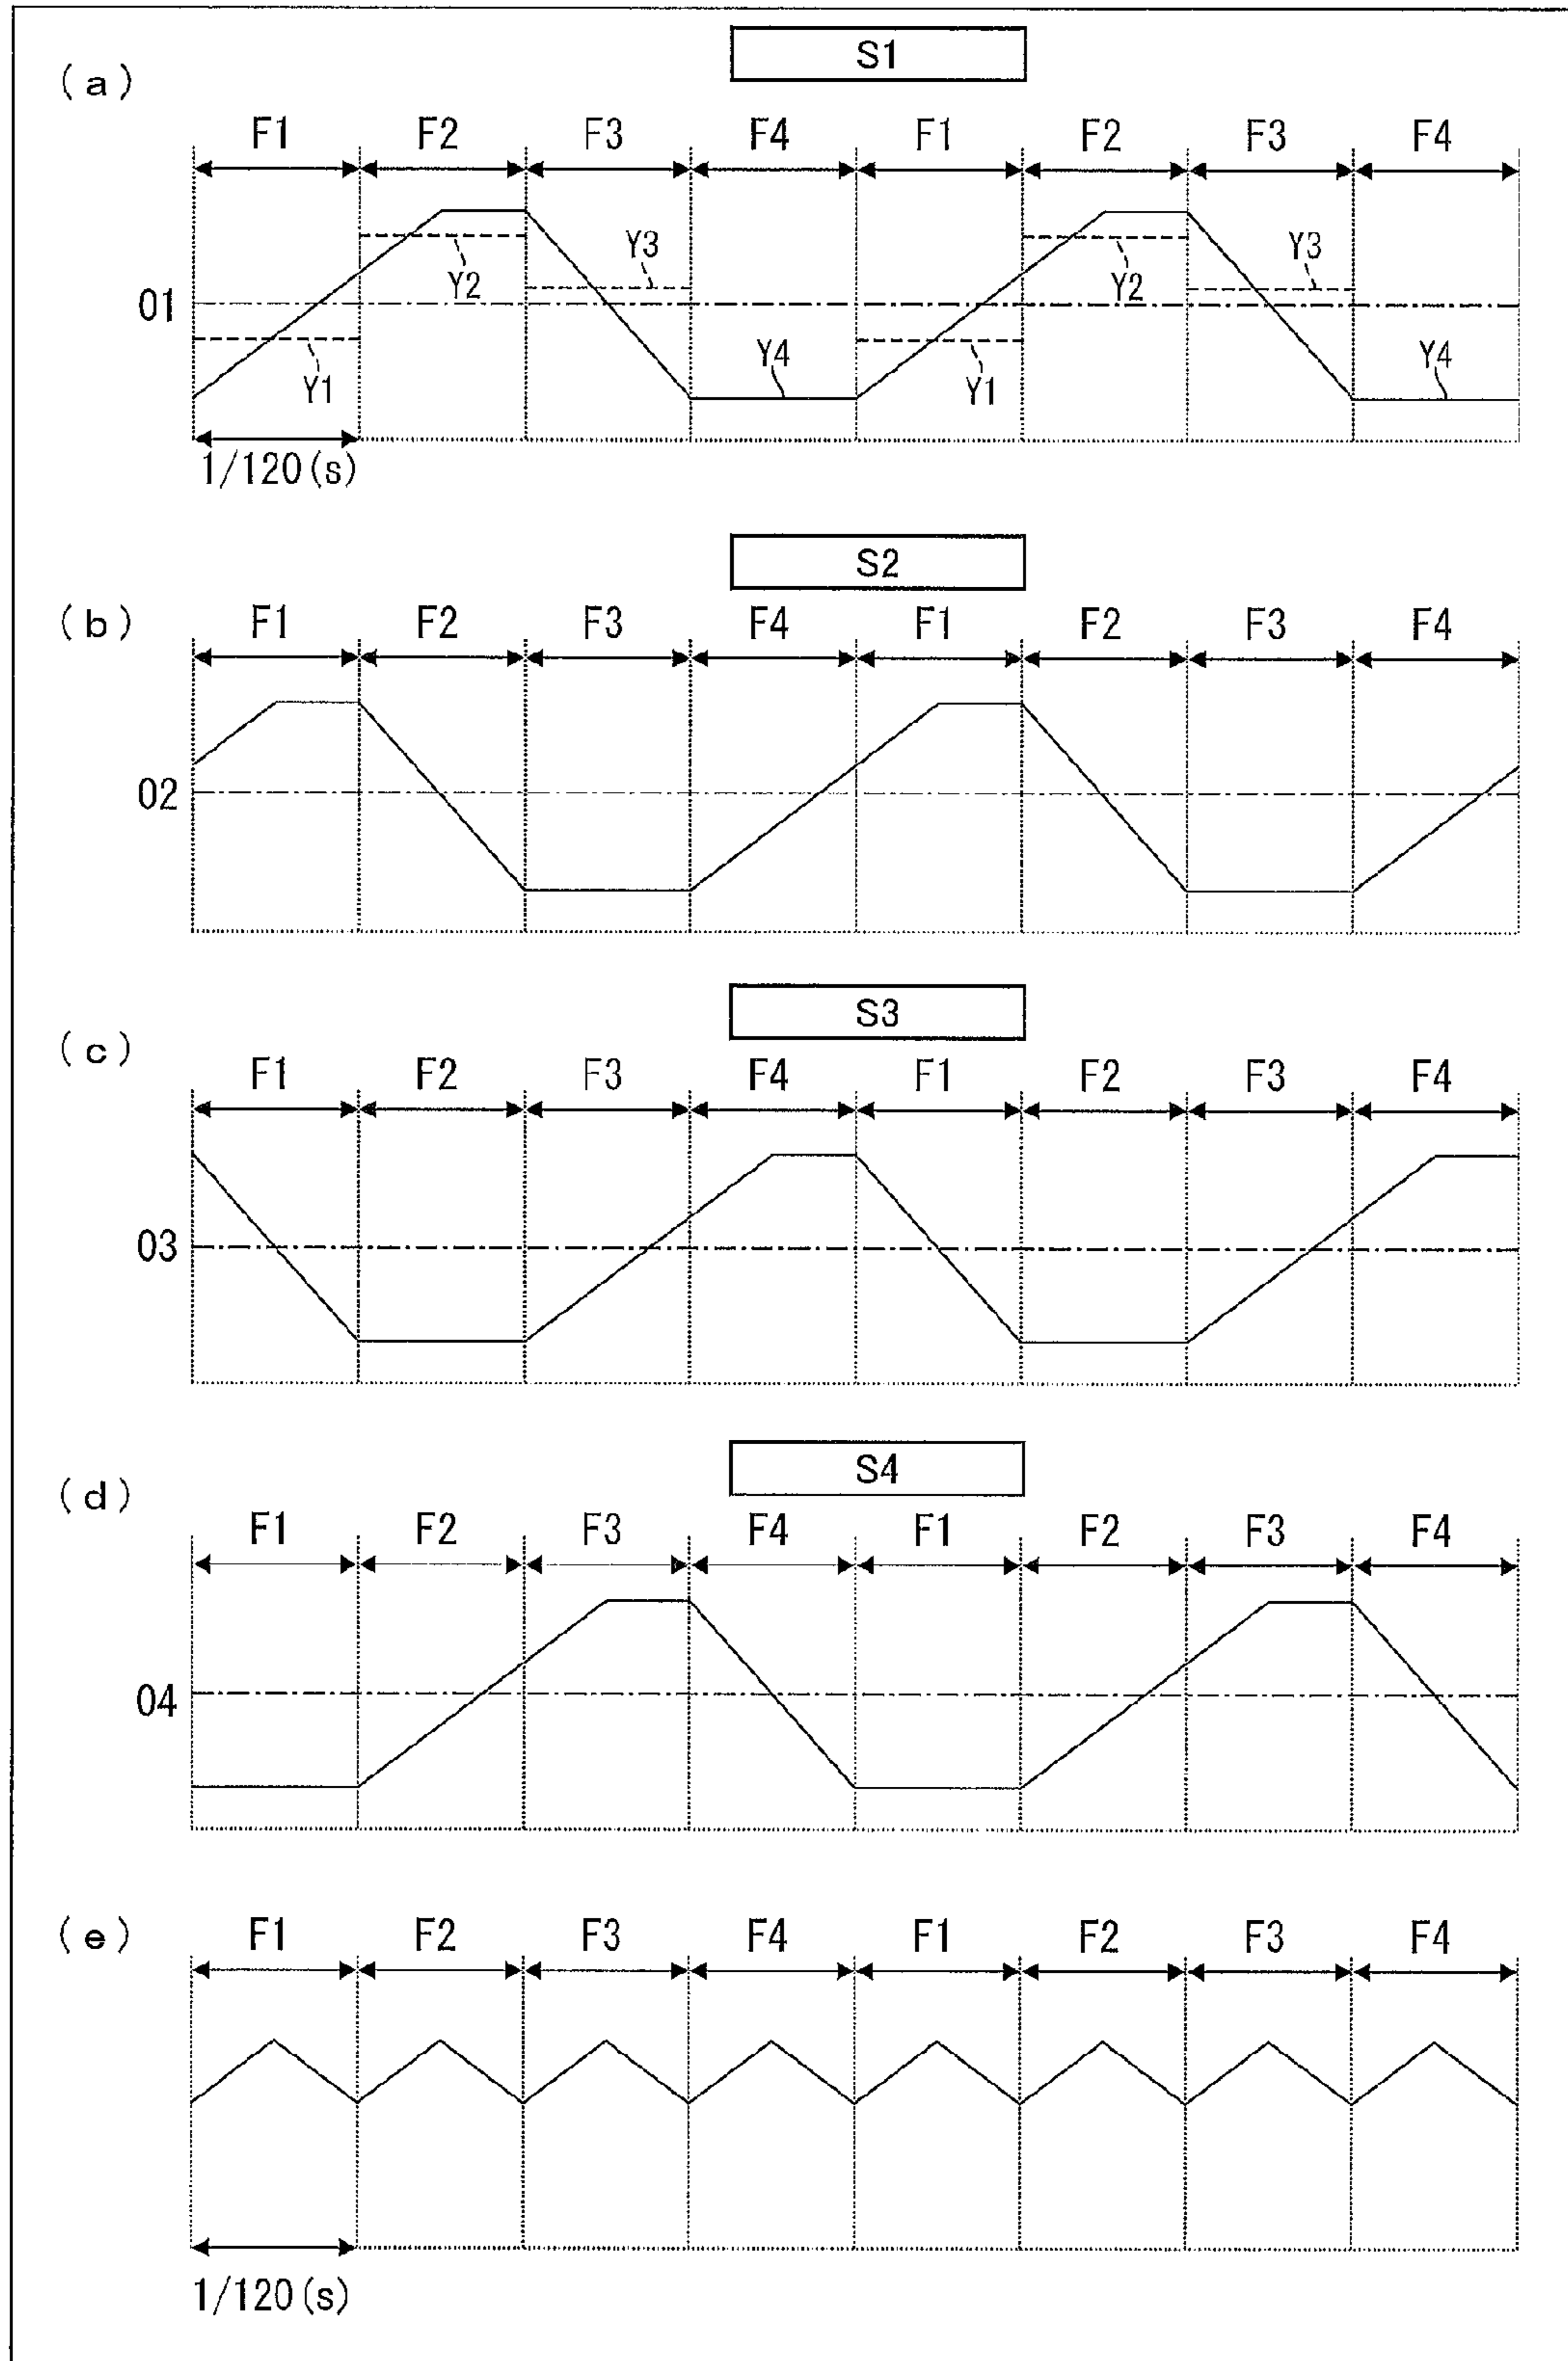 S1
(a)
F1 F2 F3 F4 F1 F2 F3 F4
Y3 Y3
Y2 Y2
01
Y4 Y4
Y1 Y1
1/120(s)
S2
(b)
F1 F2 F3 F4 F1 F2 F3 F4
02
S3
(c)
F1 F2 F3 F4 F1 F2 F3 F4
03
S4
(d)
F1 F2 F3 F4 F1 F2 F3 F4
04
(e)
F1 F2 F3 F4 F1 F2 F3 F4
1/120(s)